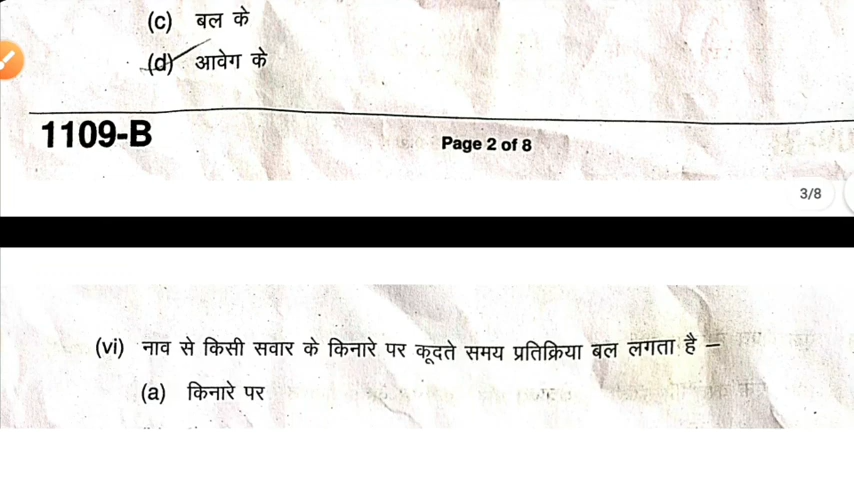 (c) बल के
(d) आवेग के
1109-B
Page 2 of 8
3/8
(vi) नाव से किसी सवार के किनारे पर कूदते समय प्रतिक्रिया बल लगता है –
(a) किनारे पर